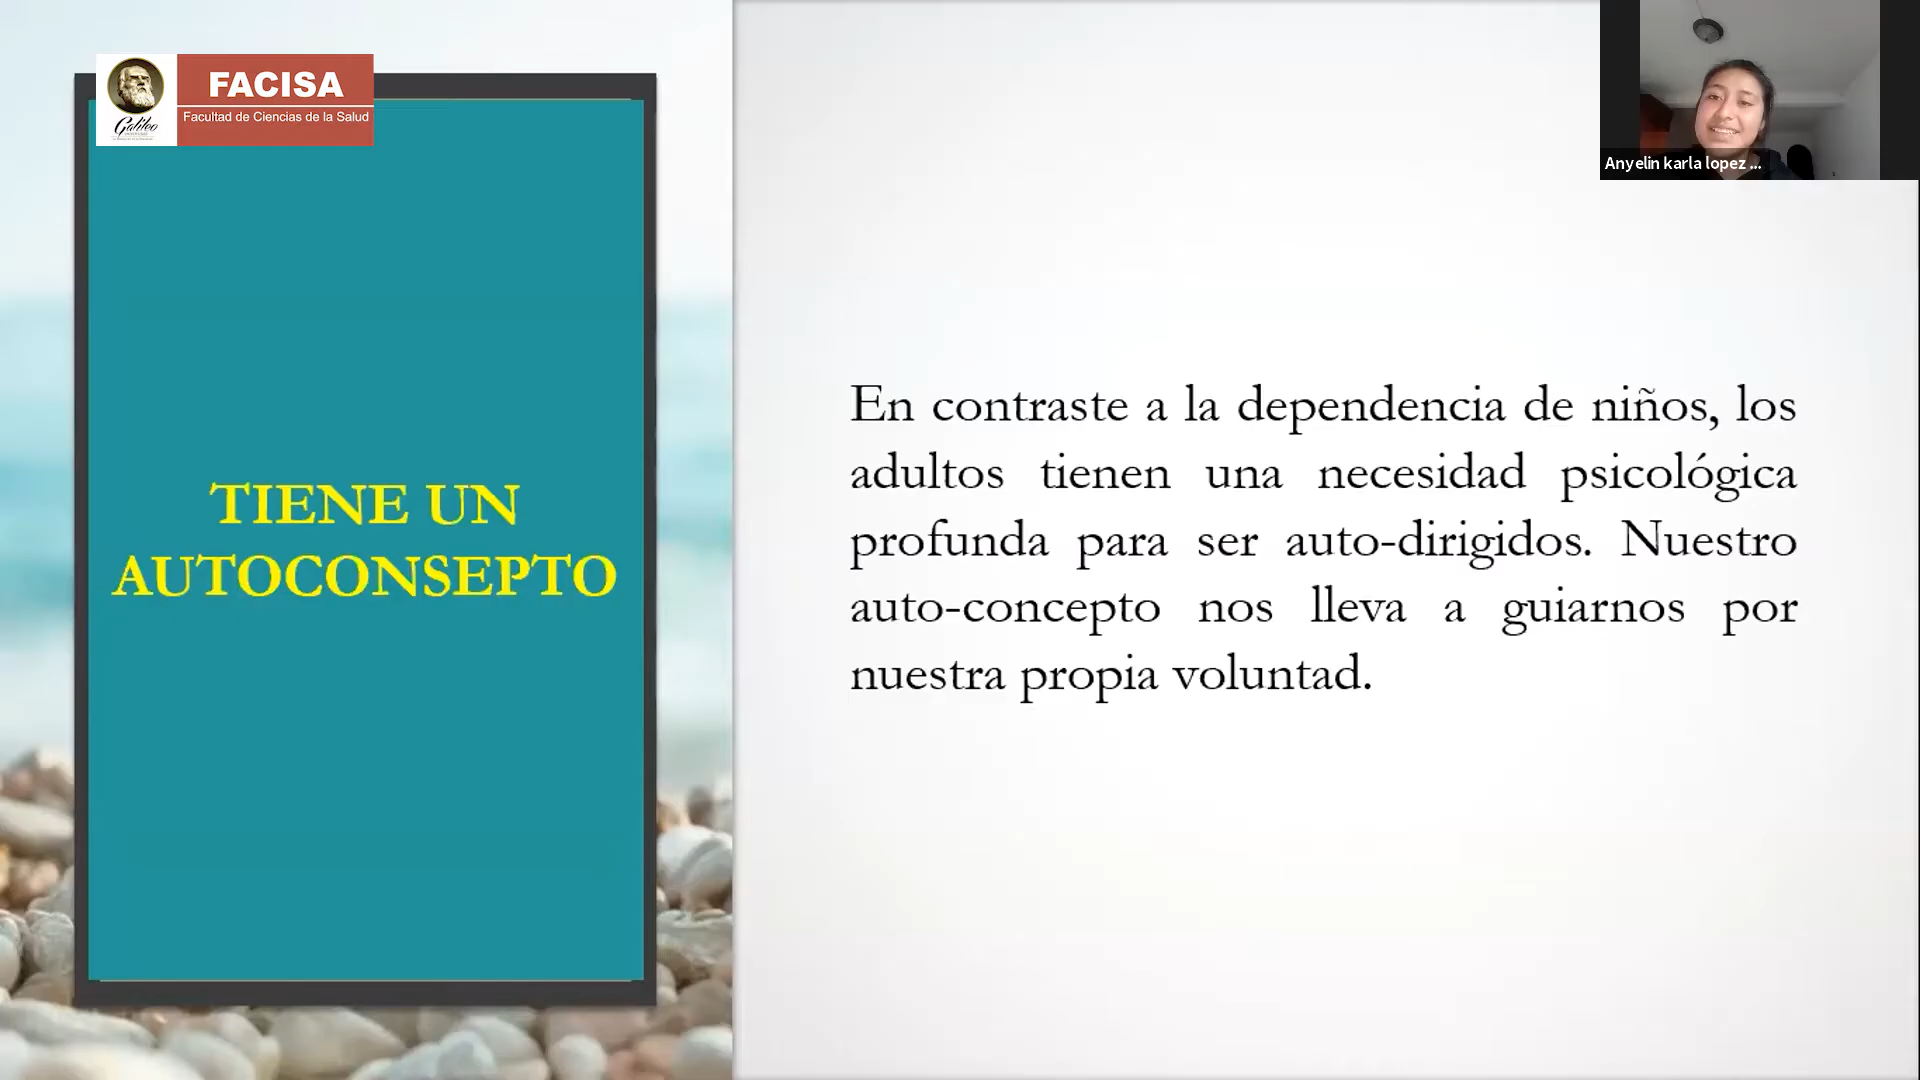 FACISA
Facultad de Ciencias de la Salud
Galileo
Anyelin karla lopez ...
TIENE UN
AUTOCONSEPTO
En contraste a la dependencia de niños, los
adultos tienen una necesidad psicológica
profunda para ser auto-dirigidos. Nuestro
auto-concepto nos lleva a guiarnos por
nuestra propia voluntad.